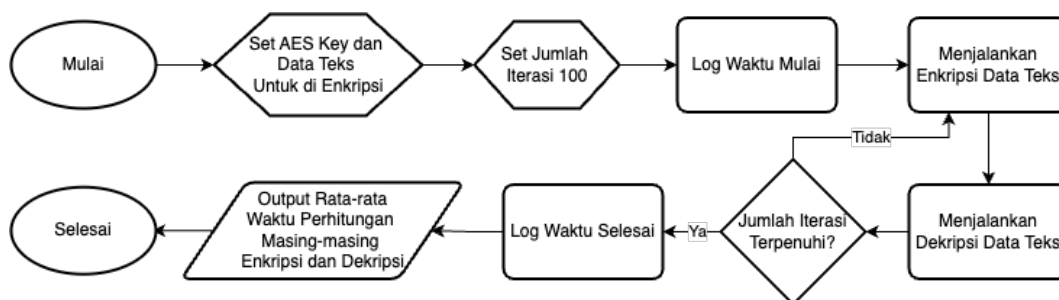 Mulai
Set AES Key dan
Data Teks
Untuk di Enkripsi
Set Jumlah
Iterasi 100
Log Waktu Mulai
Menjalankan
Enkripsi Data Teks
Tidak
Selesai
Output Rata-rata
Waktu Perhitungan
Masing-masing
Enkripsi dan Dekripsi
Log Waktu Selesai
Ya
Jumlah Iterasi
Terpenuhi?
Menjalankan
Dekripsi Data Teks